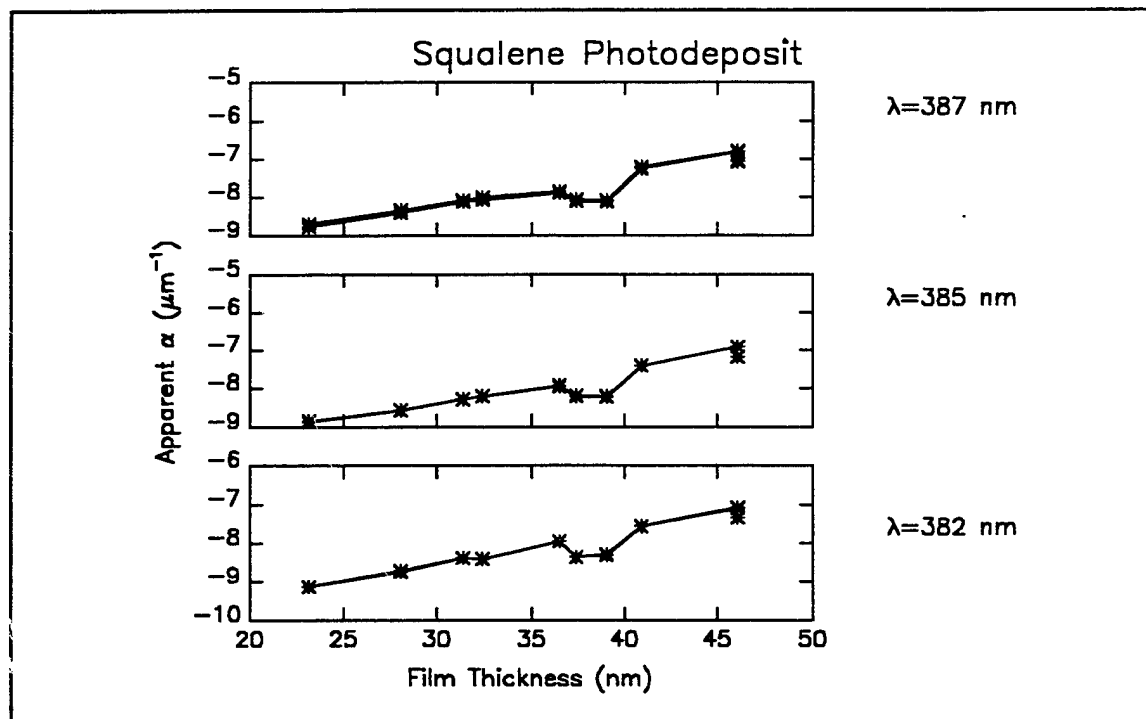 Squalene Photodeposit
−5
−6
−7
−8
−9
λ=387 nm
−5
−6
−7
−8
−9
λ=385 nm
Apparent α (μm⁻¹)
−6
−7
−8
−9
−10
λ=382 nm
20 25 30 35 40 45 50
Film Thickness (nm)